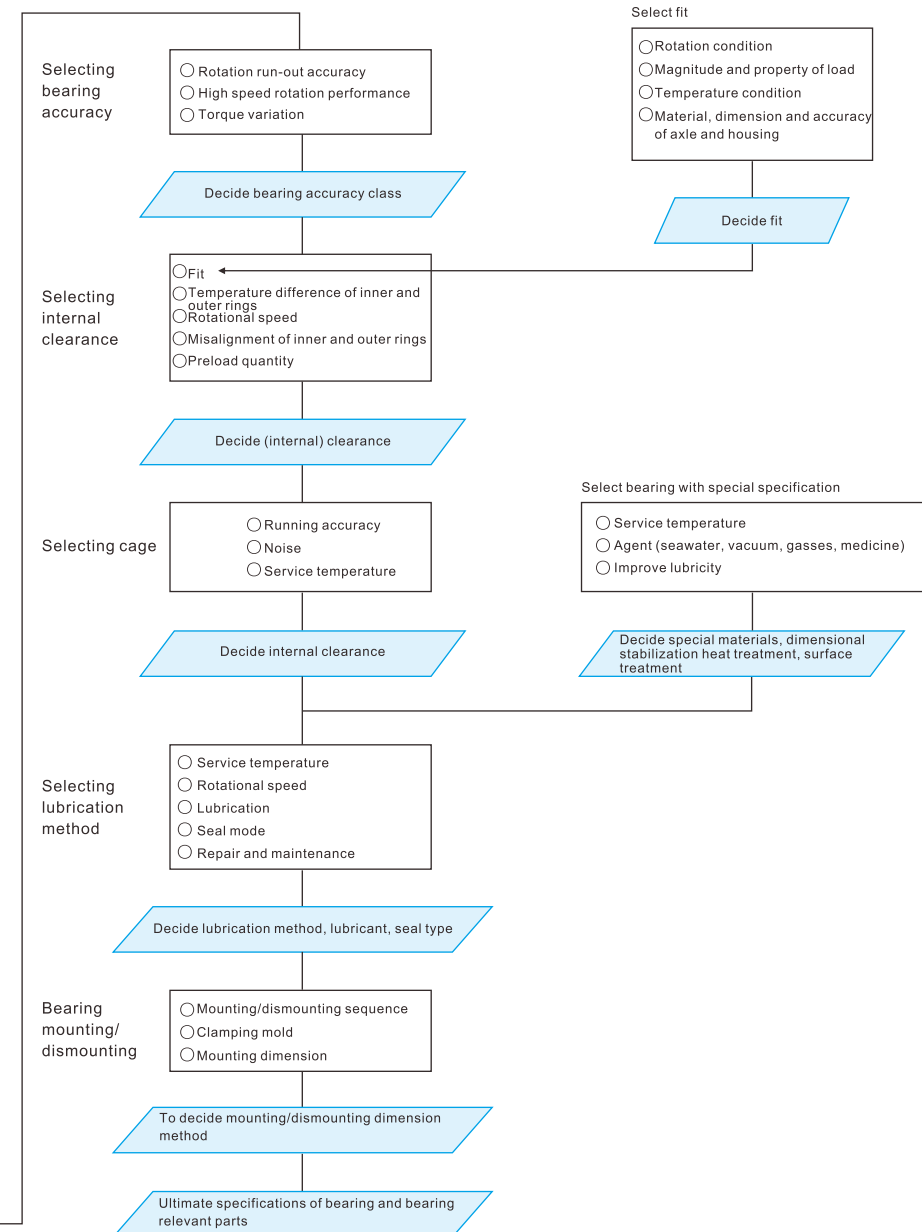 Select fit
Selecting
bearing
accuracy
Rotation run-out accuracy
High speed rotation performance
Torque variation
Rotation condition
Magnitude and property of load
Temperature condition
Material, dimension and accuracy
of axle and housing
Decide bearing accuracy class
Decide fit
Selecting
internal
clearance
Fit
Temperature difference of inner and
outer rings
Rotational speed
Misalignment of inner and outer rings
Preload quantity
Decide (internal) clearance
Select bearing with special specification
Selecting cage
Running accuracy
Noise
Service temperature
Service temperature
Agent (seawater, vacuum, gasses, medicine)
Improve lubricity
Decide internal clearance
Decide special materials, dimensional
stabilization heat treatment, surface
treatment
Selecting
lubrication
method
Service temperature
Rotational speed
Lubrication
Seal mode
Repair and maintenance
Decide lubrication method, lubricant, seal type
Bearing
mounting/
dismounting
Mounting/dismounting sequence
Clamping mold
Mounting dimension
To decide mounting/dismounting dimension
method
Ultimate specifications of bearing and bearing
relevant parts